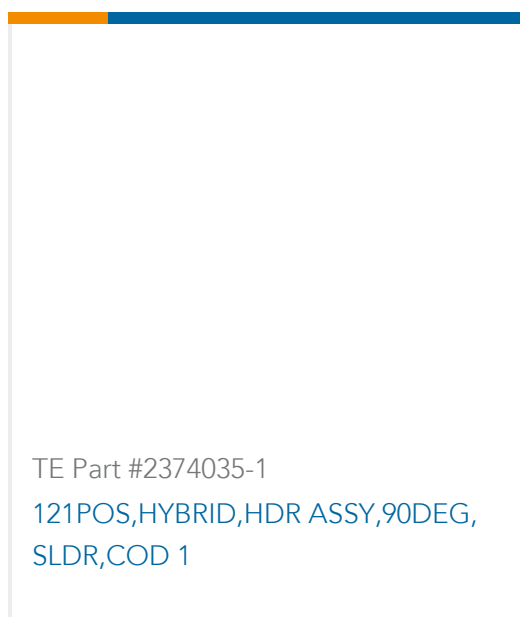 TE Part #2374035-1
121POS,HYBRID,HDR ASSY,90DEG,
SLDR,COD 1